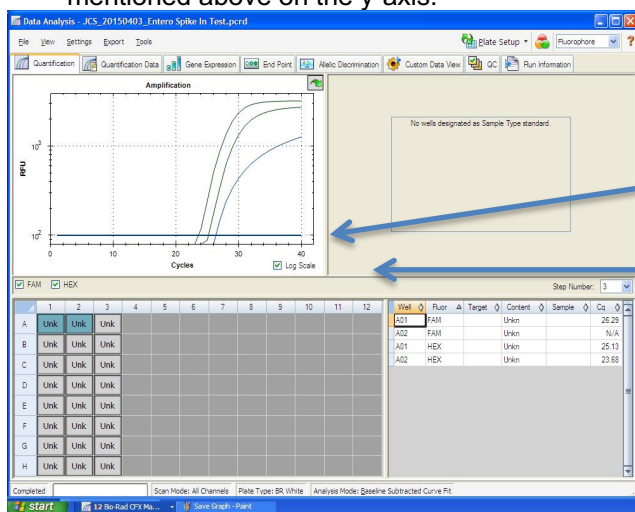 mentioned above on the y-axis.
Data Analysis - JCS_20150403_Entero Spike In Test.pcrd
File View Settings Export Tools Plate Setup Fluorophore ?
Quantification Quantification Data Gene Expression End Point Allelic Discrimination Custom Data View QC Run Information
Amplification
No wells designated as Sample Type standard.
RFU
10^3
10^2
0 10 20 30 40
Cycles
Log Scale
FAM HEX Step Number: 3
1 2 3 4 5 6 7 8 9 10 11 12
A Unk Unk Unk
B Unk Unk Unk
C Unk Unk Unk
D Unk Unk Unk
E Unk Unk Unk
F Unk Unk Unk
G Unk Unk Unk
H Unk Unk Unk
Well Fluor Target Content Sample Cq
A01 FAM Unkn 26.29
A02 FAM Unkn N/A
A01 HEX Unkn 25.13
A02 HEX Unkn 23.68
Completed Scan Mode: All Channels Plate Type: BR White Analysis Mode: Baseline Subtracted Curve Fit
start 12 Bio-Rad CFX Ma... Save Graph - Paint